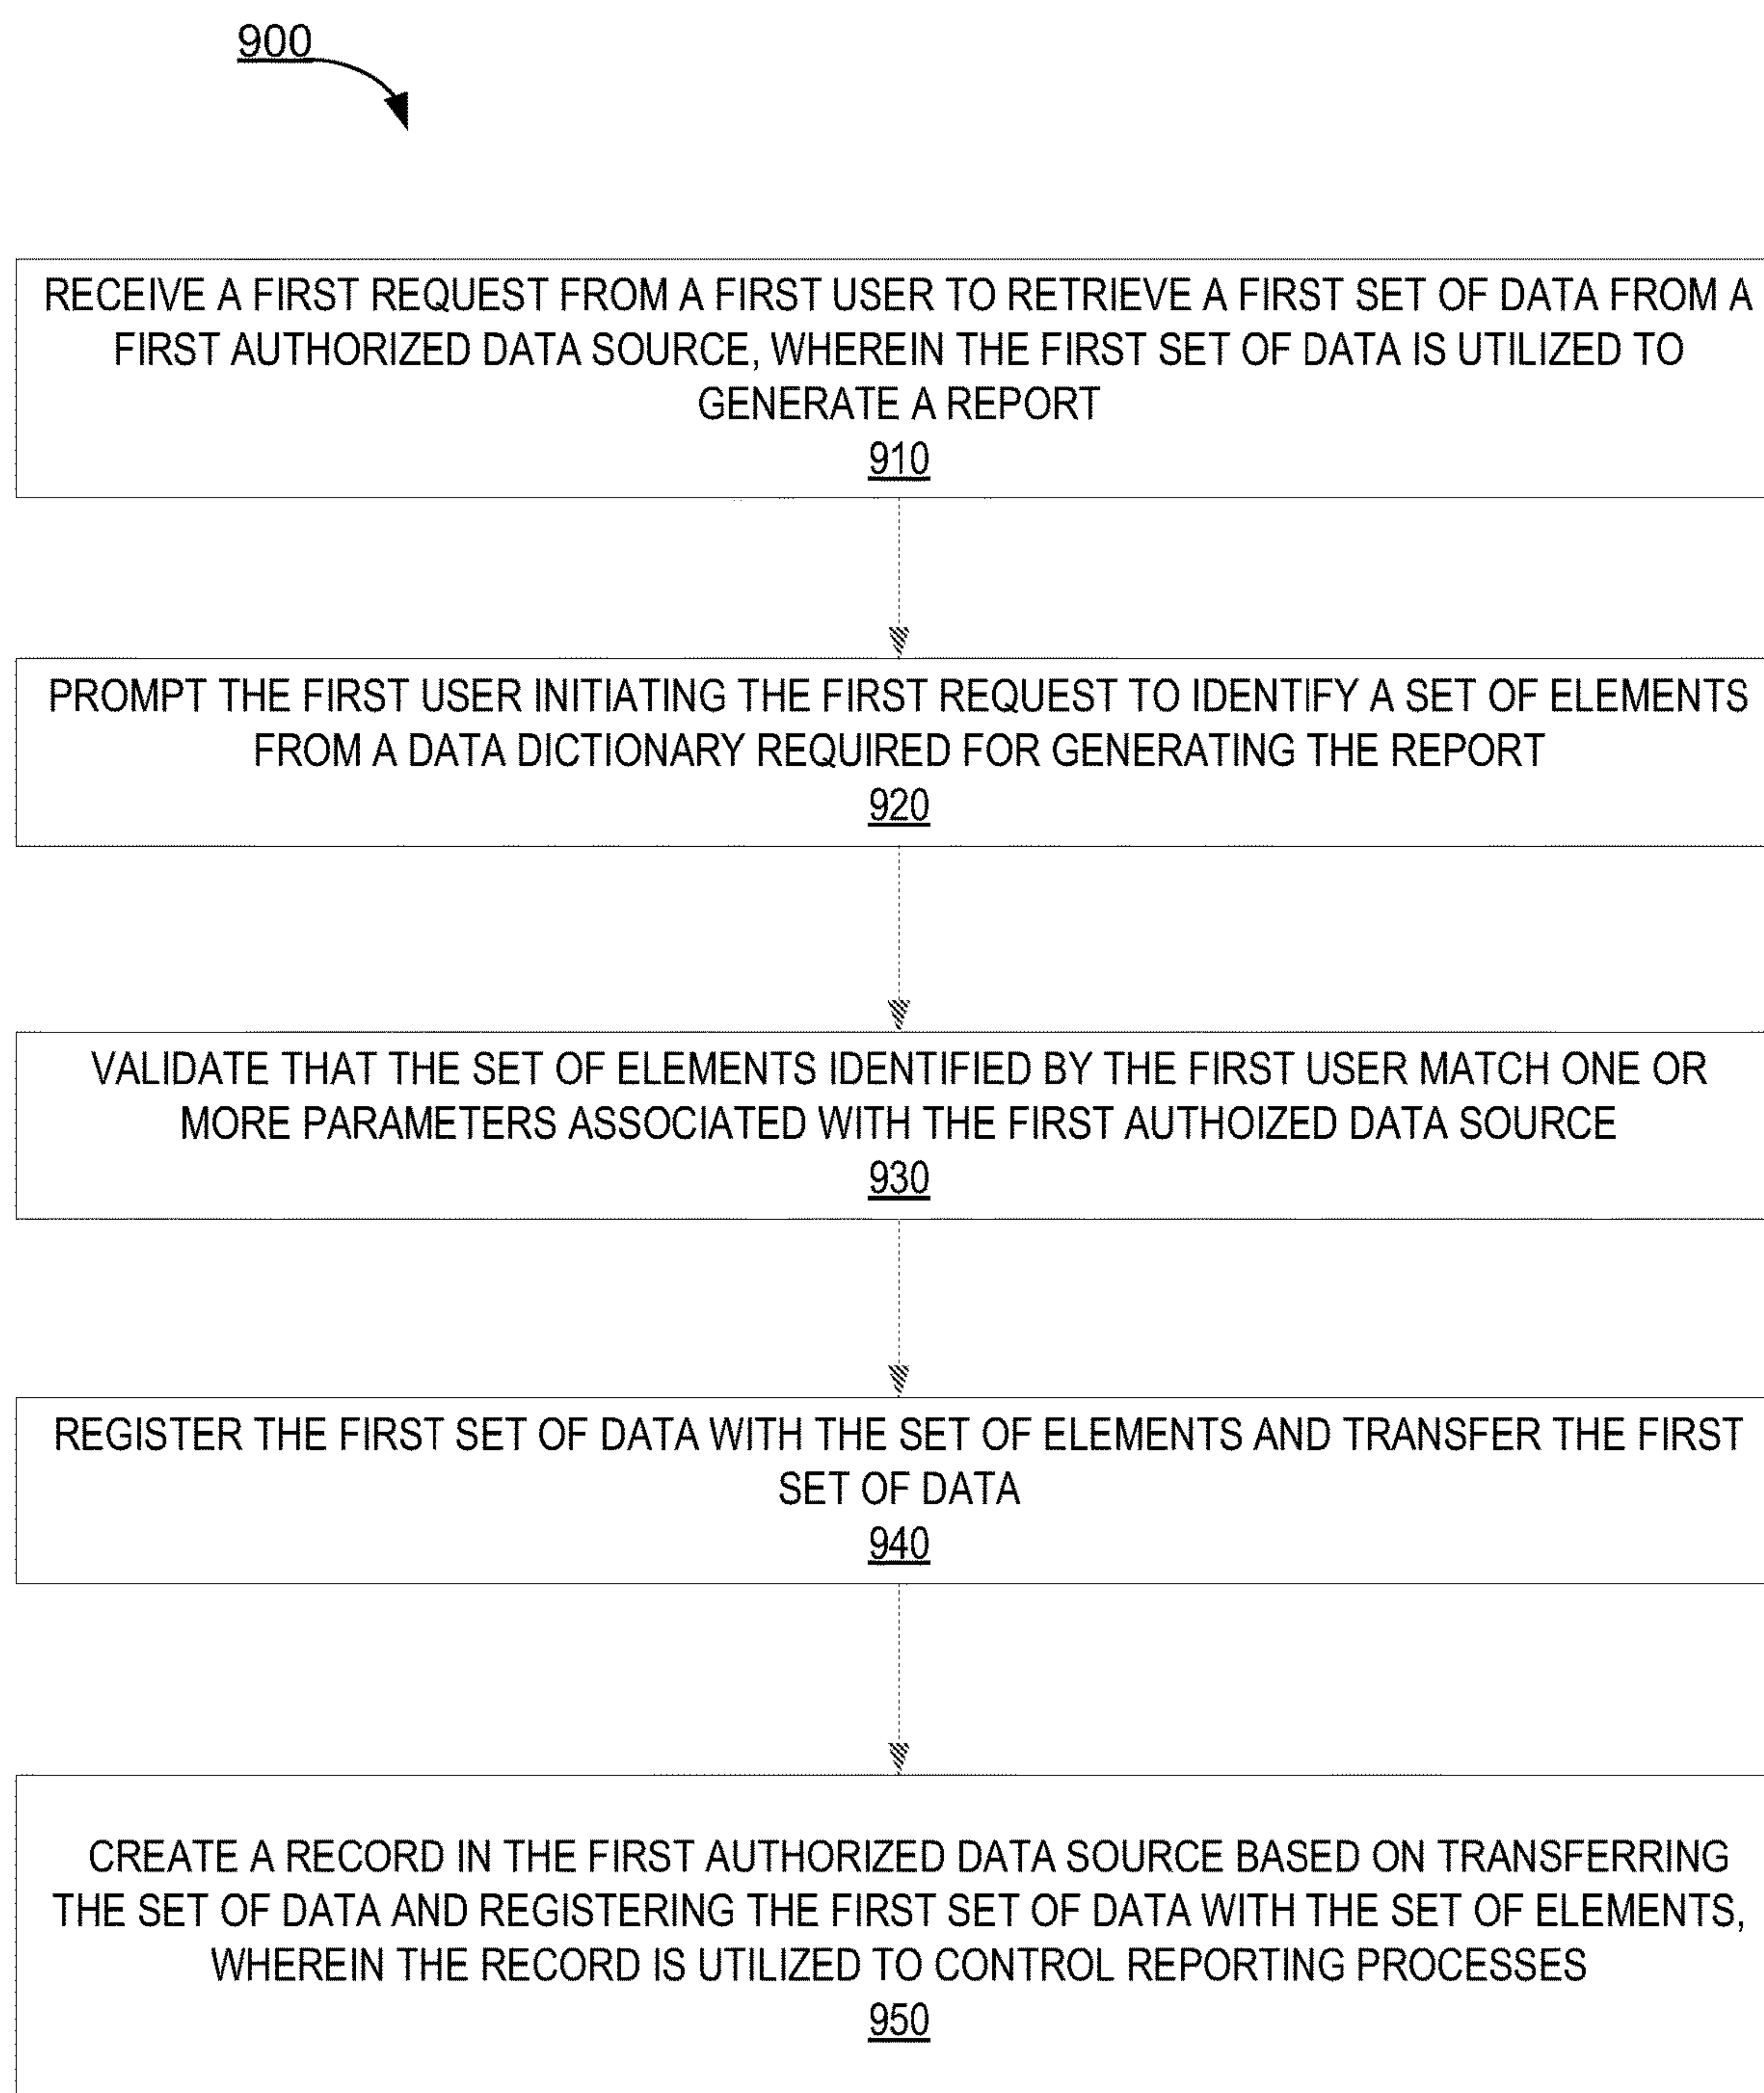 900
RECEIVE A FIRST REQUEST FROM A FIRST USER TO RETRIEVE A FIRST SET OF DATA FROM A
FIRST AUTHORIZED DATA SOURCE, WHEREIN THE FIRST SET OF DATA IS UTILIZED TO
GENERATE A REPORT
910
PROMPT THE FIRST USER INITIATING THE FIRST REQUEST TO IDENTIFY A SET OF ELEMENTS
FROM A DATA DICTIONARY REQUIRED FOR GENERATING THE REPORT
920
VALIDATE THAT THE SET OF ELEMENTS IDENTIFIED BY THE FIRST USER MATCH ONE OR
MORE PARAMETERS ASSOCIATED WITH THE FIRST AUTHOIZED DATA SOURCE
930
REGISTER THE FIRST SET OF DATA WITH THE SET OF ELEMENTS AND TRANSFER THE FIRST
SET OF DATA
940
CREATE A RECORD IN THE FIRST AUTHORIZED DATA SOURCE BASED ON TRANSFERRING
THE SET OF DATA AND REGISTERING THE FIRST SET OF DATA WITH THE SET OF ELEMENTS,
WHEREIN THE RECORD IS UTILIZED TO CONTROL REPORTING PROCESSES
950